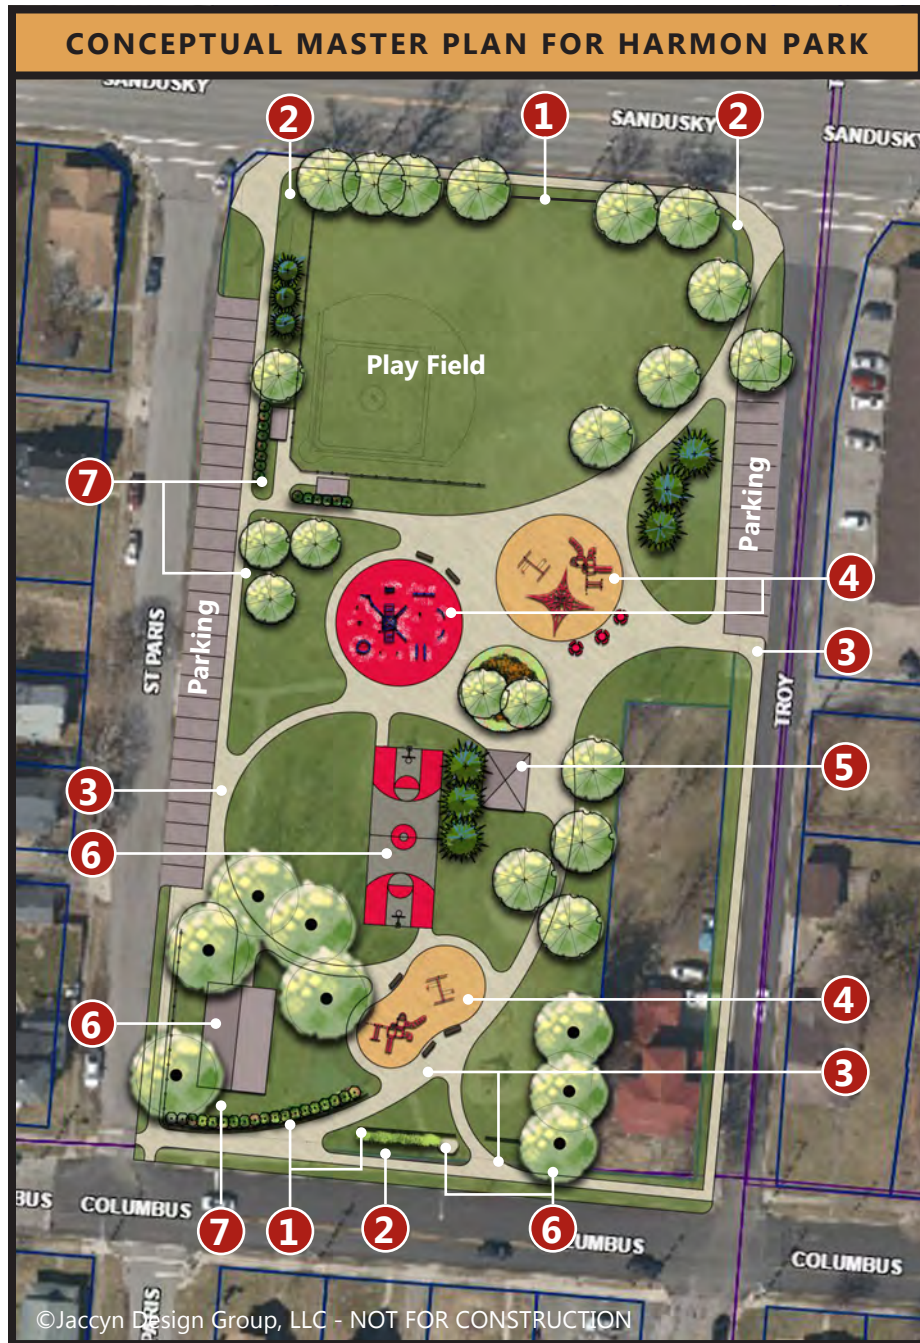 CONCEPTUAL MASTER PLAN FOR HARMON PARK
SANDUSKY
2
1
SANDUSKY
2
SANDUSKY
Play Field
7
Parking
4
ST PARIS
Parking
3
TROY
3
5
6
6
4
3
BUS
COLUMBUS
7
1
2
6
LUMBUS
COLUMBUS
PARIS
©Jaccyn Design Group, LLC - NOT FOR CONSTRUCTION